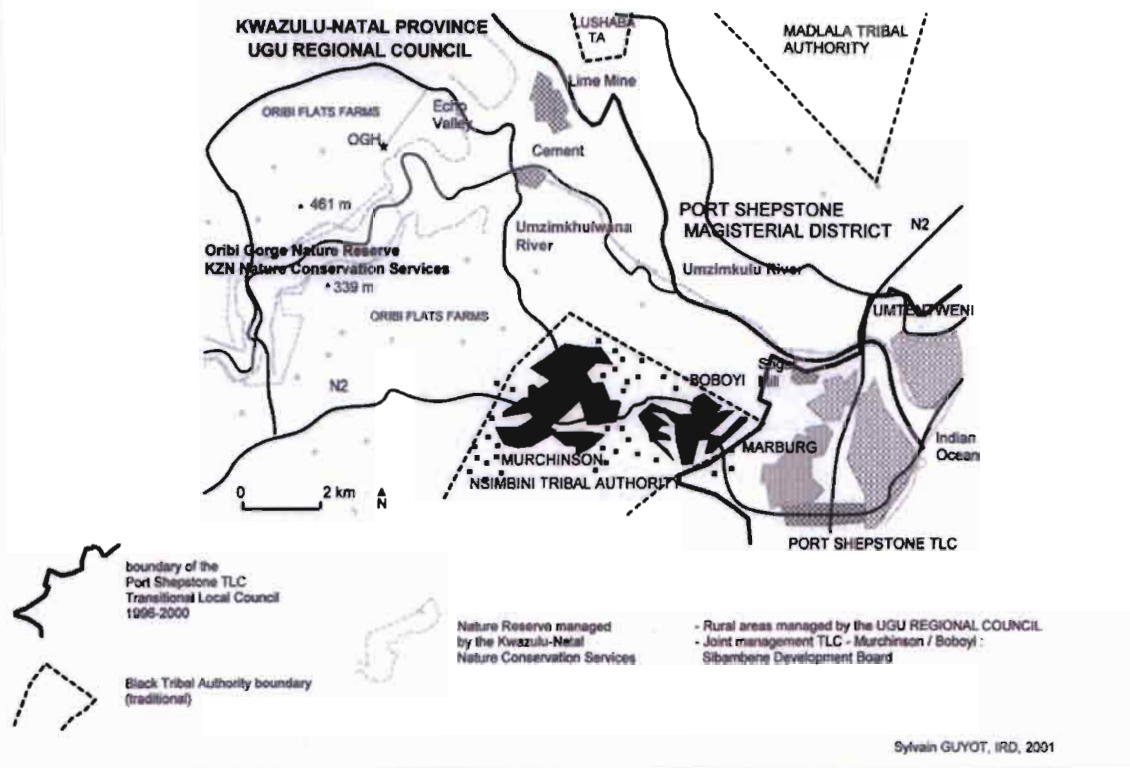 KWAZULU-NATAL PROVINCE
UGU REGIONAL COUNCIL
LUSHABA
TA
MADLALA TRIBAL
AUTHORITY
Lime Mine
ORIBI FLATS FARMS
Echo
Valley
OGH
Cement
461 m
PORT SHEPSTONE
MAGISTERIAL DISTRICT
N2
Umzimkhulwana
River
Oribi Gorge Nature Reserve
KZN Nature Conservation Services
Umzimkulu River
339 m
UMTENTWENI
ORIBI FLATS FARMS
N2
BOBOYI
Sugar
Mill
MURCHINSON
MARBURG
Indian
Ocean
NSIMBINI TRIBAL AUTHORITY
0 2 km
N
PORT SHEPSTONE TLC
boundary of the
Port Shepstone TLC
Transitional Local Council
1996-2000
Nature Reserve managed
by the Kwazulu-Natal
Nature Conservation Services
- Rural areas managed by the UGU REGIONAL COUNCIL
- Joint management TLC - Murchinson / Boboyi :
Sibambene Development Board
Black Tribal Authority boundary
(traditional)
Sylvain GUYOT, IRD, 2001